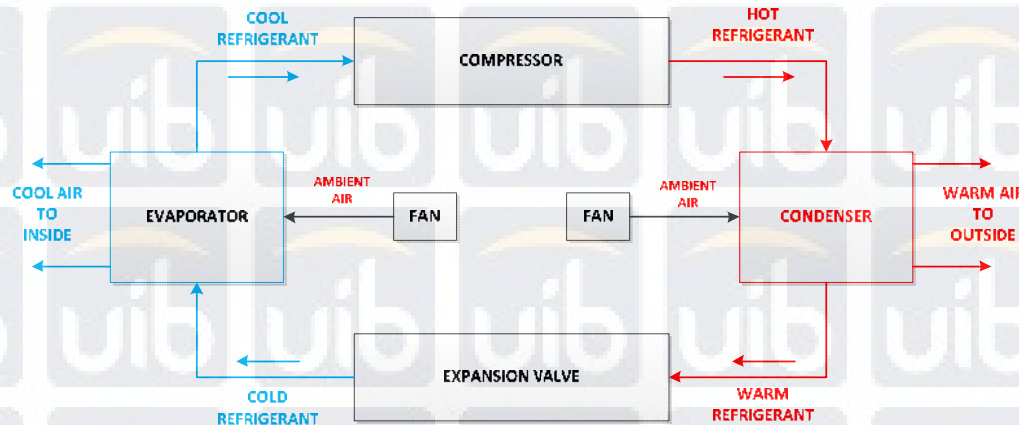 COOL
REFRIGERANT
HOT
REFRIGERANT
COMPRESSOR
COOL AIR
TO
INSIDE
EVAPORATOR
AMBIENT
AIR
FAN
FAN
AMBIENT
AIR
CONDENSER
WARM AIR
TO
OUTSIDE
EXPANSION VALVE
COLD
REFRIGERANT
WARM
REFRIGERANT
uib